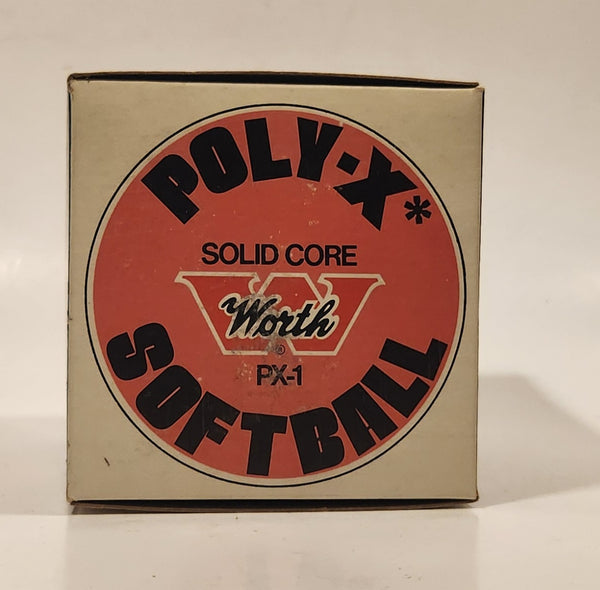 POLY-X*
SOLID CORE
Worth
®
PX-1
SOFTBALL